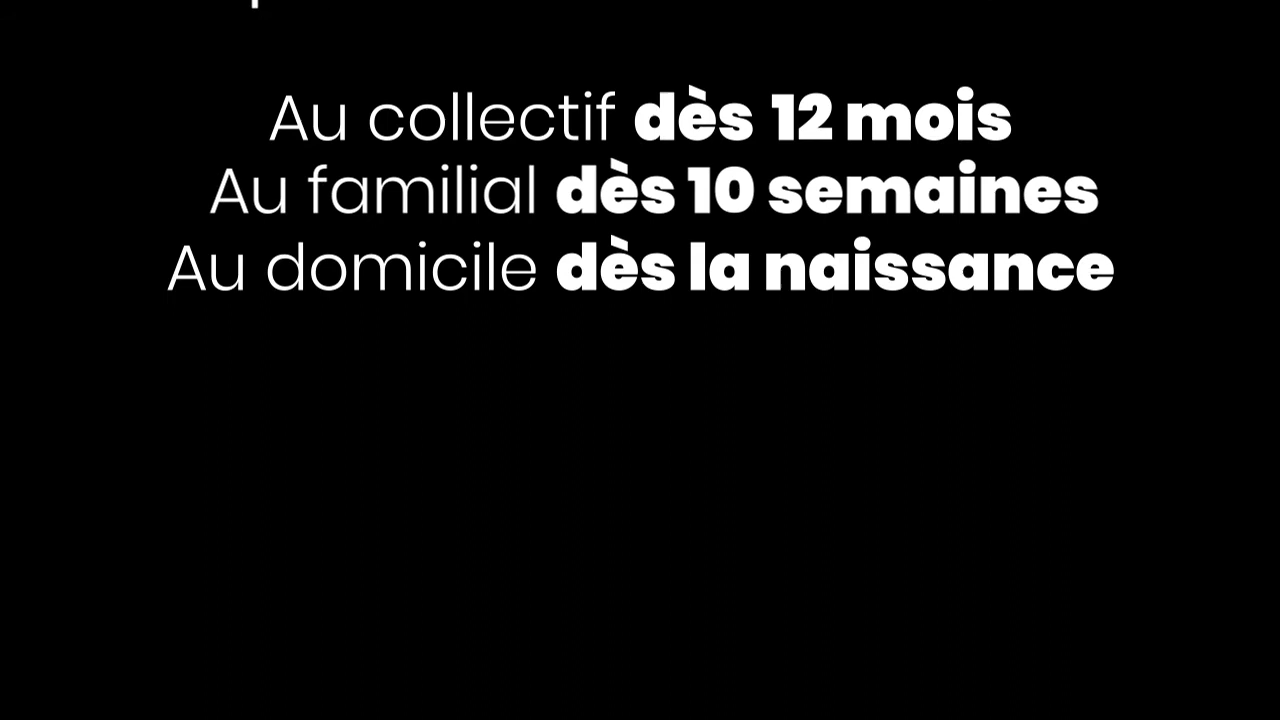 Au collectif dès 12 mois
Au familial dès 10 semaines
Au domicile dès la naissance